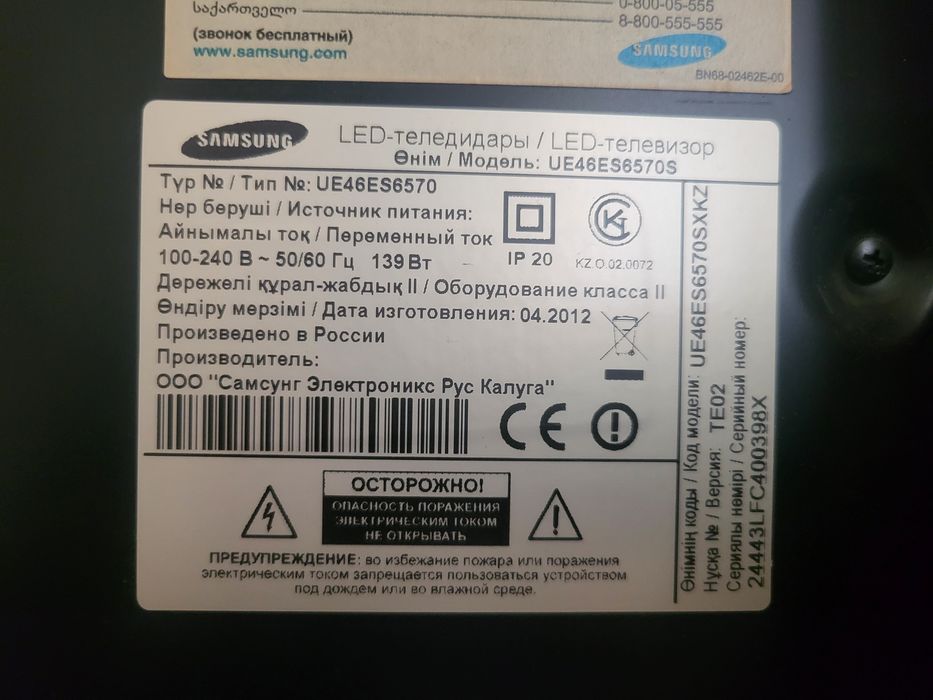 საქართველო
0-800-05-555
8-800-555-555
(звонок бесплатный)
www.samsung.com
SAMSUNG
BN68-02462E-00
SAMSUNG
LED-теледидары / LED-телевизор
Өнім / Модель: UE46ES6570S
Түр № / Тип №: UE46ES6570
Нәр беруші / Источник питания:
Айнымалы ток / Переменный ток
100-240 В ~ 50/60 Гц 139 Вт
IP 20
KZ.O.02.0072
Дәрежелі құрал-жабдық II / Оборудование класса II
Өндіру мерзімі / Дата изготовления: 04.2012
Произведено в России
Производитель:
ООО "Самсунг Электроникс Рус Калуга"
CE
ОСТОРОЖНО!
ОПАСНОСТЬ ПОРАЖЕНИЯ
ЭЛЕКТРИЧЕСКИМ ТОКОМ
НЕ ОТКРЫВАТЬ
ПРЕДУПРЕЖДЕНИЕ: во избежание пожара или поражения
электрическим током запрещается пользоваться устройством
под дождем или во влажной среде.
Өнімнің коды / Код модели: UE46ES6570SXKZ
Нұсқа № / Версия: TE02
Сериялы нөмірі / Серийный номер:
24443LFC400398X